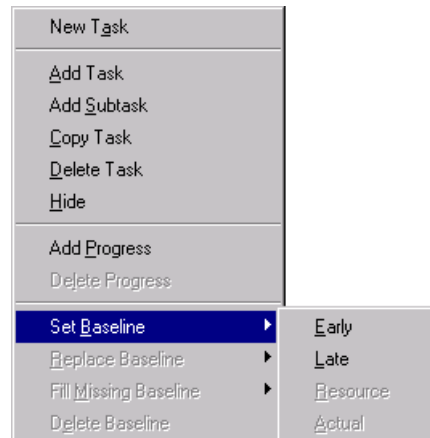 New Task
Add Task
Add Subtask
Copy Task
Delete Task
Hide
Add Progress
Delete Progress
Set Baseline
Early
Replace Baseline
Late
Fill Missing Baseline
Resource
Delete Baseline
Actual